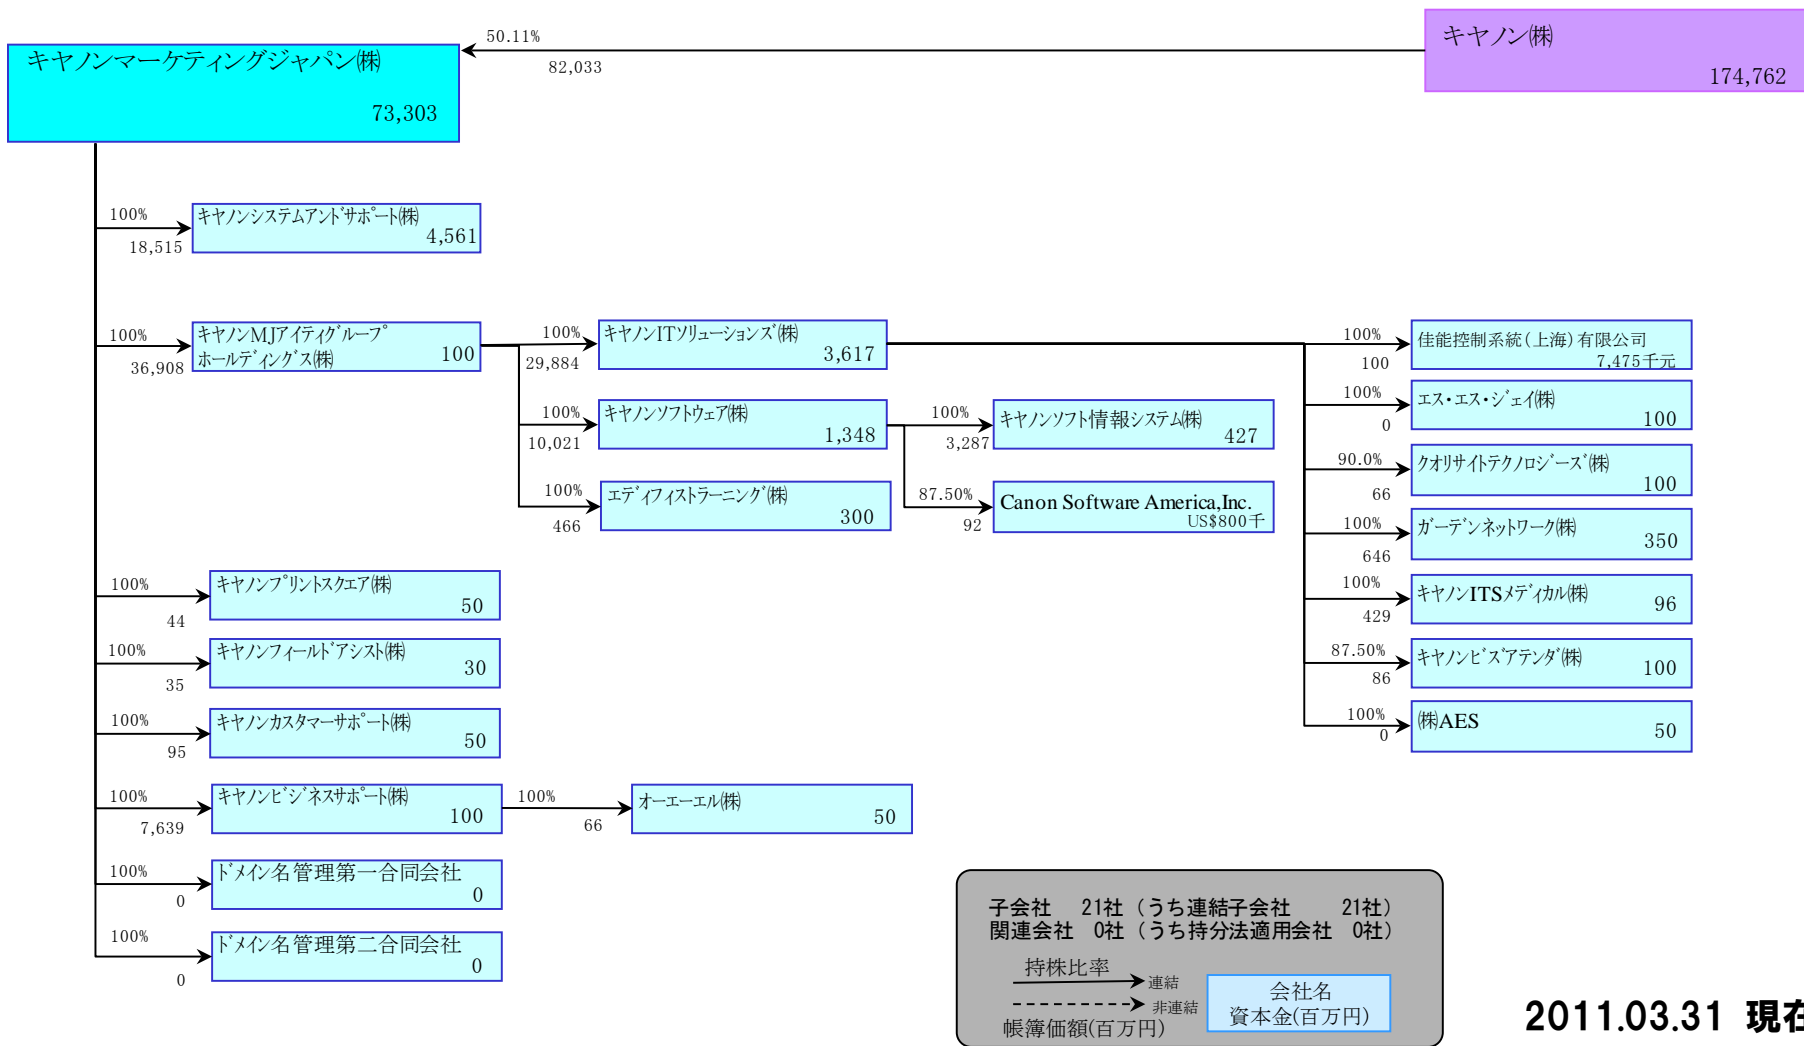 キヤノンマーケティングジャパン㈱
73,303
50.11%
82,033
キヤノン㈱
174,762
100%
18,515
キヤノンシステムアンドサポート㈱
4,561
100%
36,908
キヤノンMJアイティグループ
ホールディングス㈱
100
100%
29,884
キヤノンITソリューションズ㈱
3,617
100%
10,021
キヤノンソフトウェア㈱
1,348
100%
466
エディフィストラーニング㈱
300
100%
3,287
キヤノンソフト情報システム㈱
427
87.50%
92
Canon Software America,Inc.
US$800千
100%
100
佳能控制系統（上海）有限公司
7,475千元
100%
0
エス・エス・ジェイ㈱
100
90.0%
66
クオリサイトテクノロジーズ㈱
100
100%
646
ガーデンネットワーク㈱
350
100%
429
キヤノンITSメディカル㈱
96
87.50%
86
キヤノンビズアテンダ㈱
100
100%
0
㈱AES
50
100%
44
キヤノンプリントスクエア㈱
50
100%
35
キヤノンフィールドアシスト㈱
30
100%
95
キヤノンカスタマーサポート㈱
50
100%
7,639
キヤノンビジネスサポート㈱
100
100%
66
オーエーエル㈱
50
100%
0
ドメイン名管理第一合同会社
0
100%
0
ドメイン名管理第二合同会社
0
子会社 21社（うち連結子会社 21社）
関連会社 0社（うち持分法適用会社 0社）
持株比率
連結
非連結
帳簿価額(百万円)
会社名
資本金(百万円)
2011.03.31 現在